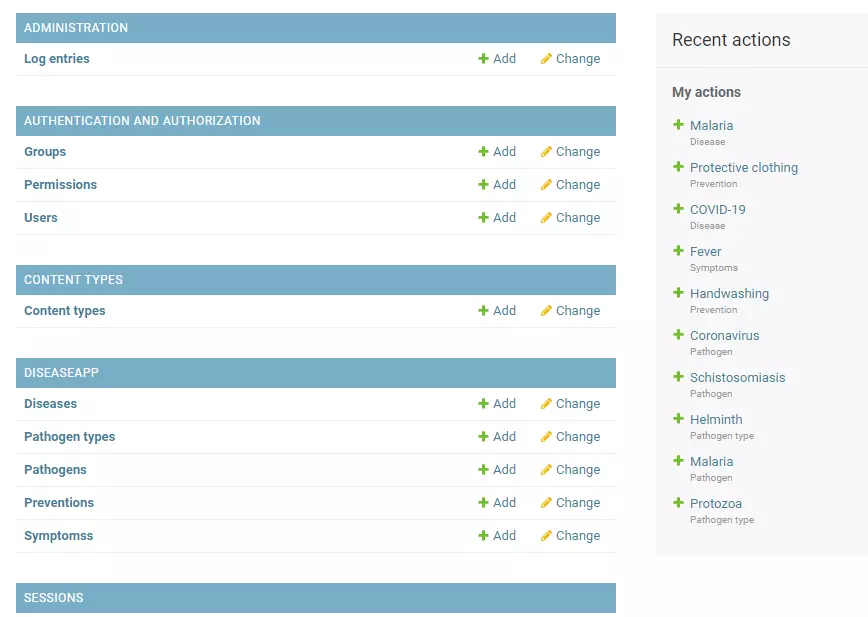 ADMINISTRATION
Log entries Add Change
AUTHENTICATION AND AUTHORIZATION
Groups Add Change
Permissions Add Change
Users Add Change
CONTENT TYPES
Content types Add Change
DISEASEAPP
Diseases Add Change
Pathogen types Add Change
Pathogens Add Change
Preventions Add Change
Symptomss Add Change
SESSIONS
Recent actions
My actions
Malaria
Disease
Protective clothing
Prevention
COVID-19
Disease
Fever
Symptoms
Handwashing
Prevention
Coronavirus
Pathogen
Schistosomiasis
Pathogen
Helminth
Pathogen type
Malaria
Pathogen
Protozoa
Pathogen type